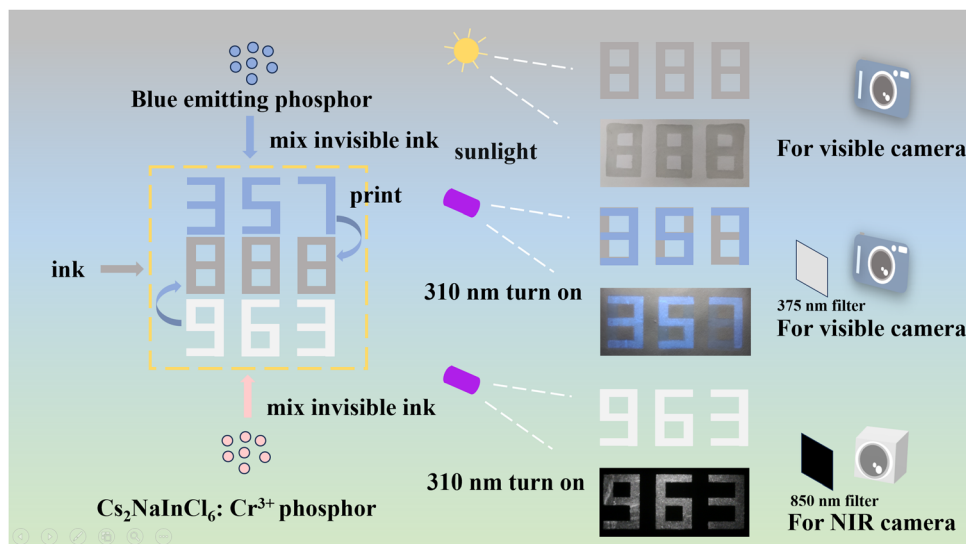 Blue emitting phosphor
mix invisible ink
357
print
ink
888
963
mix invisible ink
Cs₂NaInCl₆: Cr³⁺ phosphor
sunlight
888
888
For visible camera
310 nm turn on
958
357
375 nm filter
For visible camera
310 nm turn on
963
963
850 nm filter
For NIR camera